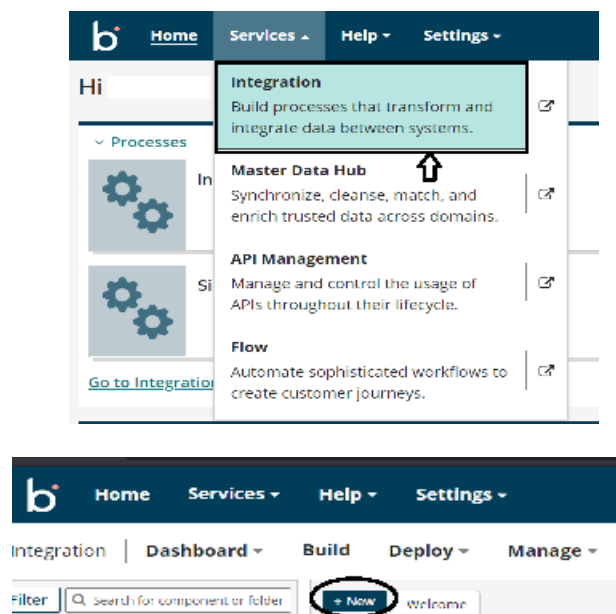 b Home Services Help Settings
Hi
Integration
Build processes that transform and
integrate data between systems.
Processes
In
Master Data Hub
Synchronize, cleanse, match, and
enrich trusted data across domains.
API Management
Si
Manage and control the usage of
APIs throughout their lifecycle.
Flow
Automate sophisticated workflows to
create customer journeys.
Go to Integration
b Home Services Help Settings
Integration Dashboard Build Deploy Manage
Filter Search for component or folder + New Welcome